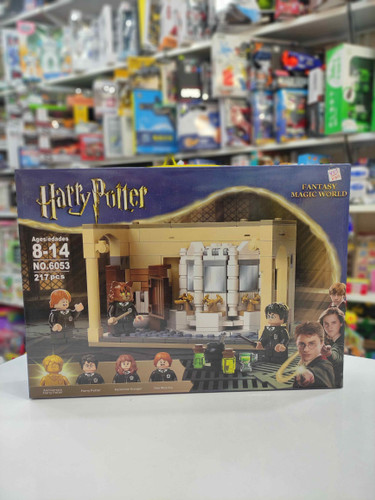 Harry Potter
FANTASY
MAGIC WORLD
Ages/edades
8-14
NO.6053
217 pcs